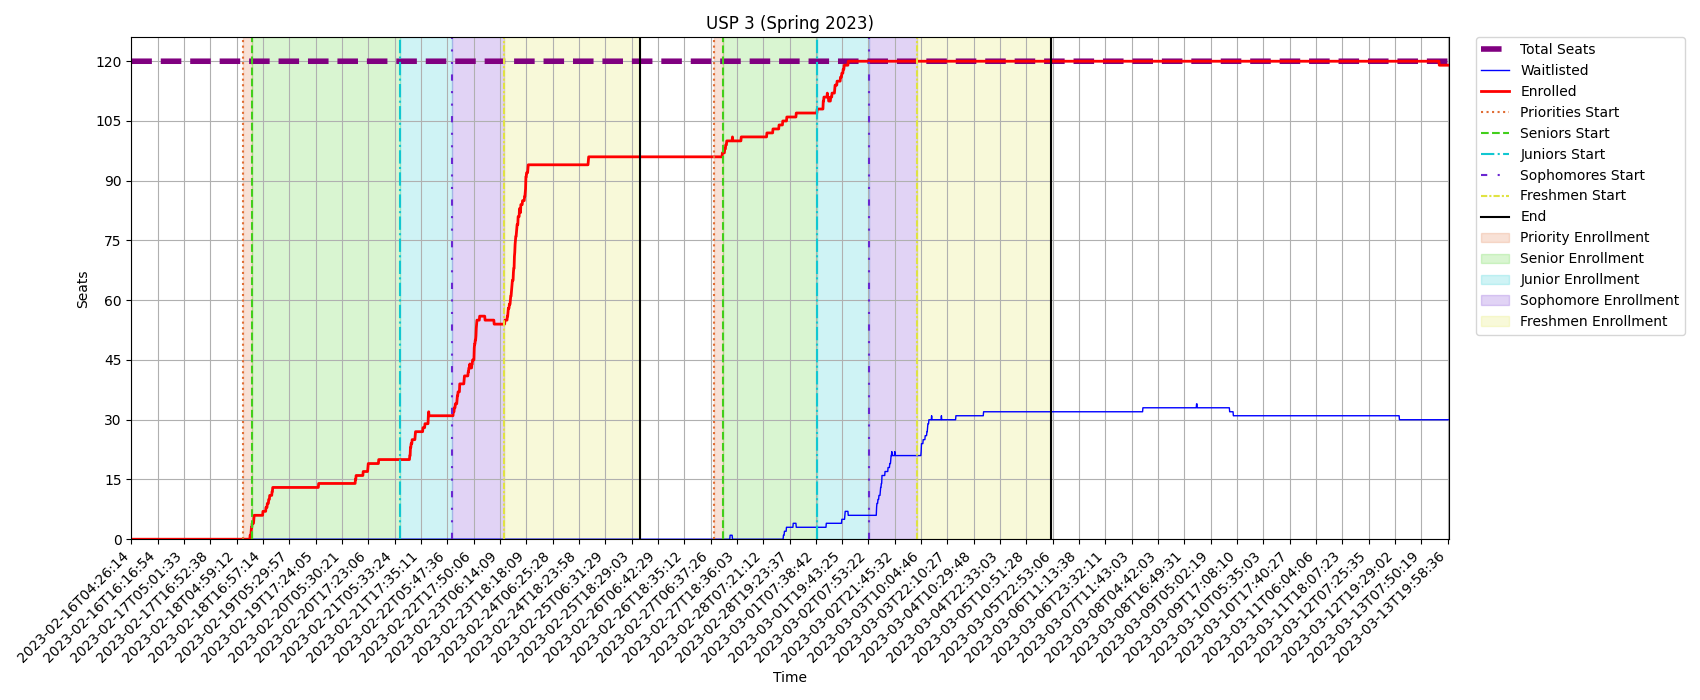 USP 3 (Spring 2023)
120
105
90
75
60
45
30
15
0
Seats
2023-02-16T04:26:14
2023-02-16T16:16:54
2023-02-17T05:01:33
2023-02-17T16:52:38
2023-02-18T04:59:12
2023-02-18T16:57:14
2023-02-19T05:29:57
2023-02-19T17:24:05
2023-02-20T05:30:21
2023-02-20T17:23:06
2023-02-21T05:33:24
2023-02-21T17:35:11
2023-02-22T05:47:36
2023-02-22T17:50:06
2023-02-23T06:14:09
2023-02-23T18:18:09
2023-02-24T06:25:28
2023-02-24T18:23:58
2023-02-25T06:31:29
2023-02-25T18:29:03
2023-02-26T06:42:29
2023-02-26T18:35:12
2023-02-27T06:37:26
2023-02-27T18:36:03
2023-02-28T07:21:12
2023-02-28T19:23:37
2023-03-01T07:38:42
2023-03-01T19:43:25
2023-03-02T07:53:22
2023-03-02T21:45:32
2023-03-03T10:04:46
2023-03-03T22:10:27
2023-03-04T10:29:48
2023-03-04T22:33:03
2023-03-05T10:51:28
2023-03-05T22:53:06
2023-03-06T11:13:38
2023-03-06T23:32:11
2023-03-07T11:43:03
2023-03-08T04:42:03
2023-03-08T16:49:31
2023-03-09T05:02:19
2023-03-09T17:08:10
2023-03-10T05:35:03
2023-03-10T17:40:27
2023-03-11T06:04:06
2023-03-11T18:07:23
2023-03-12T07:25:35
2023-03-12T19:29:02
2023-03-13T07:50:19
2023-03-13T19:58:36
Time
Total Seats
Waitlisted
Enrolled
Priorities Start
Seniors Start
Juniors Start
Sophomores Start
Freshmen Start
End
Priority Enrollment
Senior Enrollment
Junior Enrollment
Sophomore Enrollment
Freshmen Enrollment